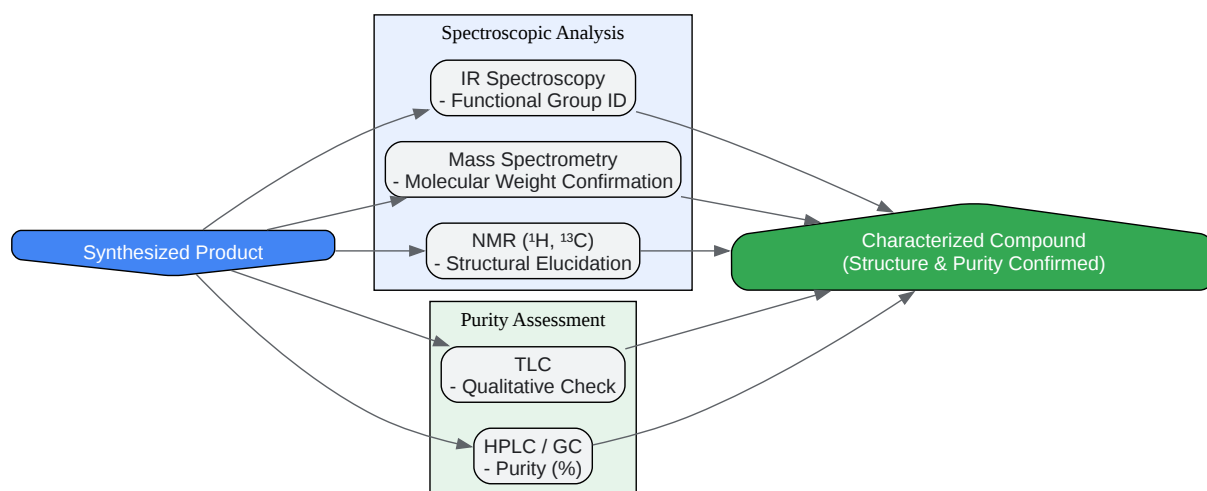 Spectroscopic Analysis
IR Spectroscopy
- Functional Group ID
Mass Spectrometry
- Molecular Weight Confirmation
NMR (¹H, ¹³C)
- Structural Elucidation
Synthesized Product
Characterized Compound
(Structure & Purity Confirmed)
Purity Assessment
TLC
- Qualitative Check
HPLC / GC
- Purity (%)